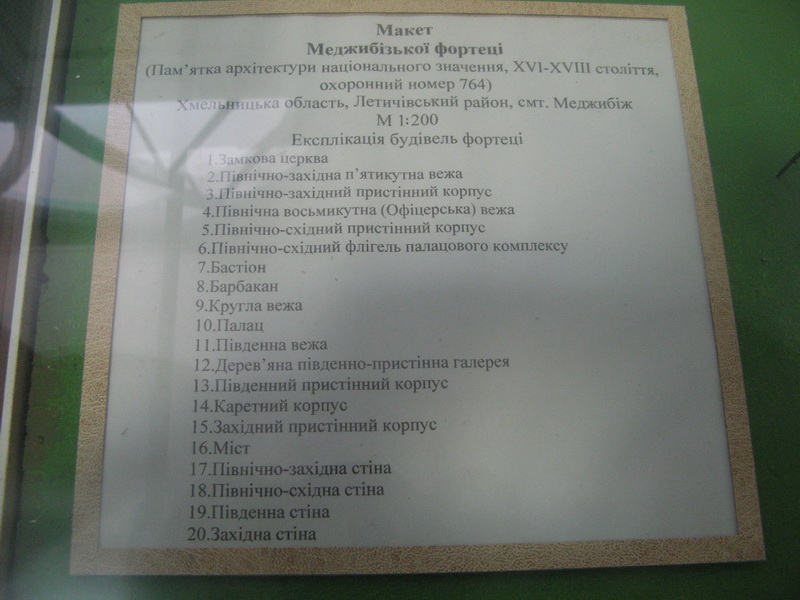 Макет
Меджибізької фортеці
(Пам’ятка архітектури національного значення, XVI-XVIII століття,
охоронний номер 764)
Хмельницька область, Летичівський район, смт. Меджибіж
М 1:200
Експлікація будівель фортеці
1.Замкова церква
2.Північно-західна п’ятикутна вежа
3.Північно-західний пристінний корпус
4.Північна восьмикутна (Офіцерська) вежа
5.Північно-східний пристінний корпус
6.Північно-східний флігель палацового комплексу
7.Бастіон
8.Барбакан
9.Кругла вежа
10.Палац
11.Південна вежа
12.Дерев’яна південно-пристінна галерея
13.Південний пристінний корпус
14.Каретний корпус
15.Західний пристінний корпус
16.Міст
17.Північно-західна стіна
18.Північно-східна стіна
19.Південна стіна
20.Західна стіна